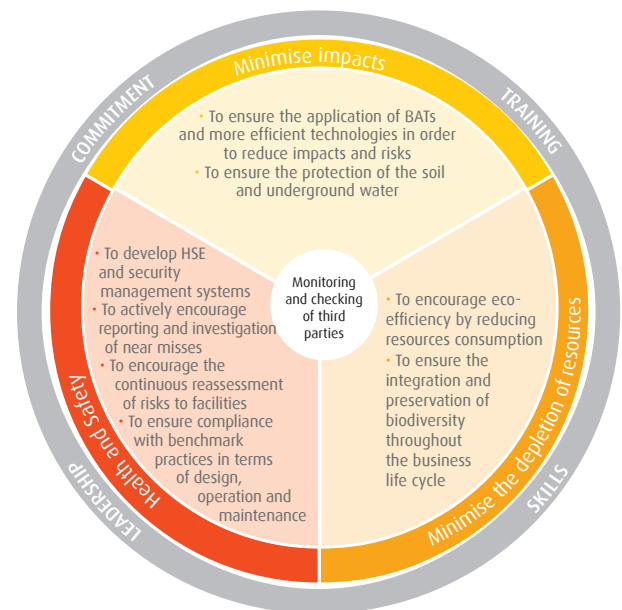 COMMITMENT
TRAINING
Minimise impacts
• To ensure the application of BATs
and more efficient technologies in order
to reduce impacts and risks
• To ensure the protection of the soil
and underground water
• To develop HSE
and security
management systems
• To actively encourage
reporting and investigation
of near misses
• To encourage the
continuous reassessment
of risks to facilities
• To ensure compliance
with benchmark
practices in terms
of design,
operation and
maintenance
Monitoring
and checking
of third
parties
• To encourage eco-
efficiency by reducing
resources consumption
• To ensure the
integration and
preservation of
biodiversity
throughout
the business
life cycle
Health and Safety
Minimise the depletion of resources
LEADERSHIP
SKILLS